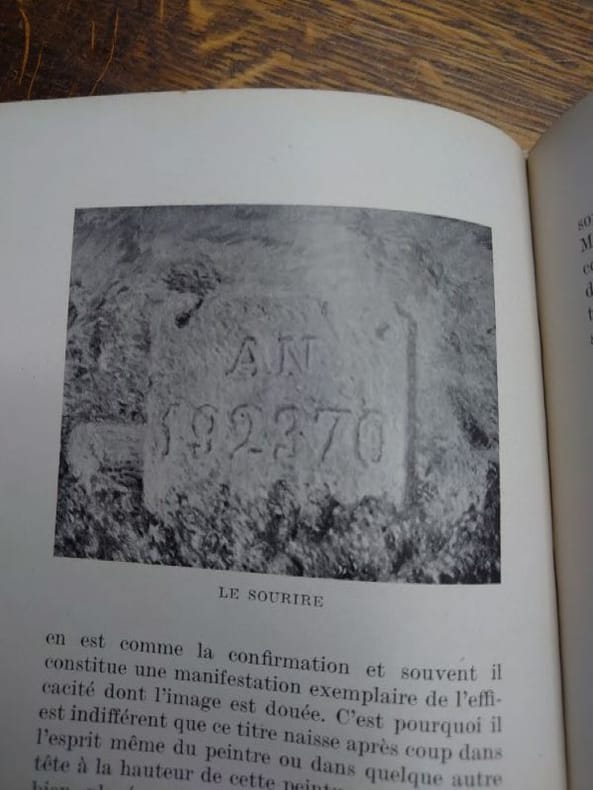 AN
192370
LE SOURIRE
en est comme la confirmation et souvent il
constitue une manifestation exemplaire de l'effi-
cacité dont l'image est douée. C'est pourquoi il
est indifférent que ce titre naisse après coup dans
l'esprit même du peintre ou dans quelque autre
tête à la hauteur de cette